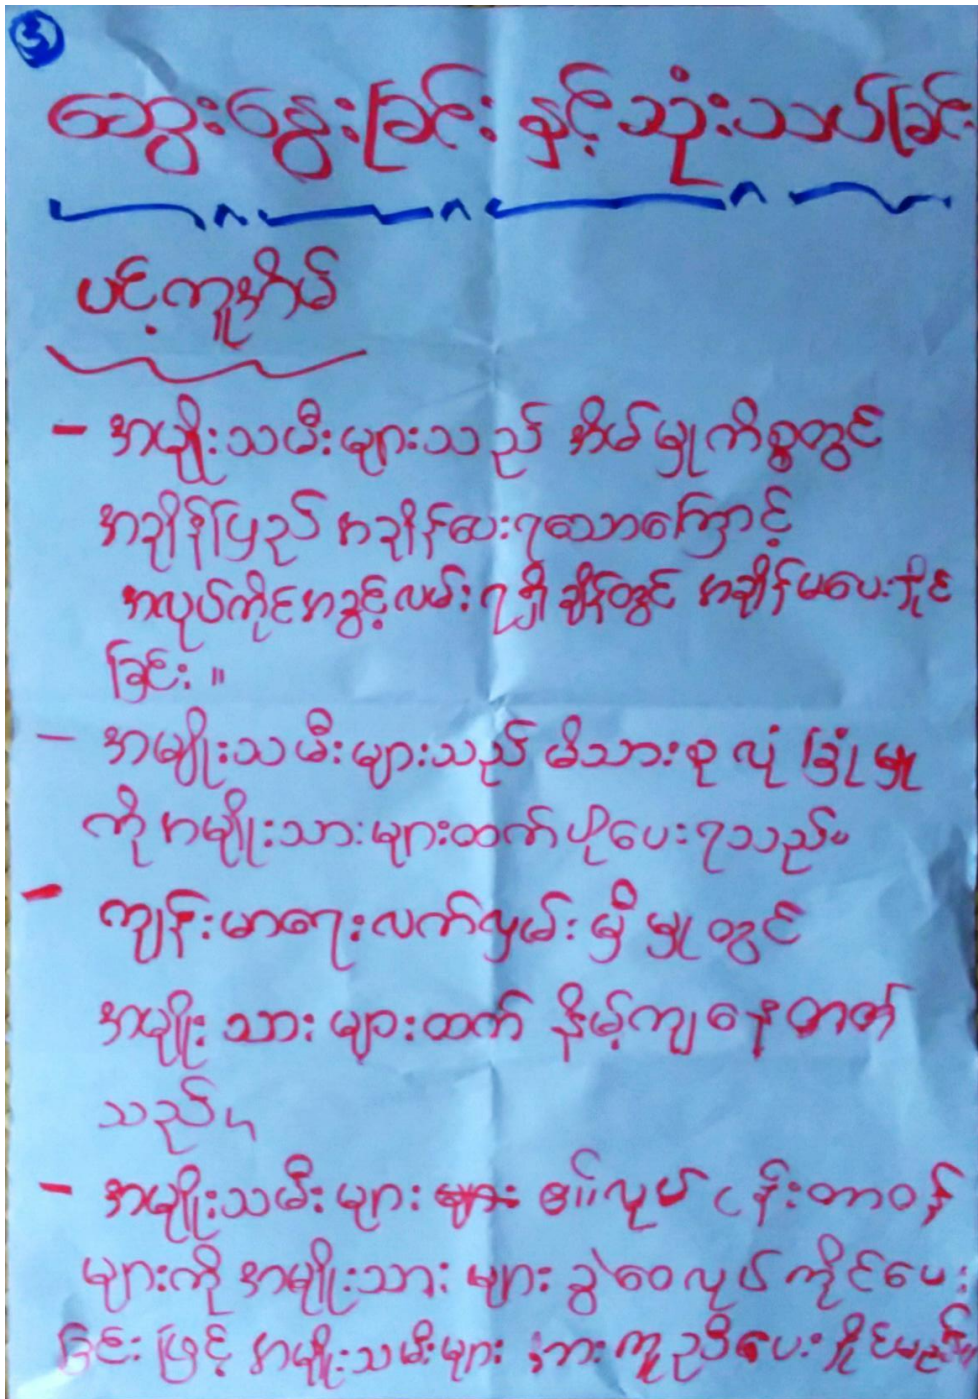 ၃
ဆွေးနွေးခြင်း နှင့် သုံးသပ်ခြင်း
ပင့်ကူအိမ်
- အမျိုးသမီးများသည် အိမ်မှုကိစ္စတွင်
အချိန်ပြည့် အချိန်ပေးရသောကြောင့်
အလုပ်ကိုင်အခွင့်လမ်းရရှိချိန်တွင် အချိန်မပေးနိုင်
ခြင်း ။
- အမျိုးသမီးများသည် မိသားစု လုံ ခြုံ မှု
ကို အမျိုးသားများထက် ပိုပေးရသည်။
- ကျန်းမာရေးလက်လှမ်း မှီ မှု တွင်
အမျိုး သား များထက် နိမ့်ကျ နေ တတ်
သည်။
- အမျိုးသမီး များ ၏ လုပ် ငန်းတာဝန်
များကို အမျိုးသား များ ခွဲဝေလုပ် ကိုင်ပေး
ခြင်း ဖြင့် အမျိုးသမီးများ အား ကူညီပေး နိုင်မည်။